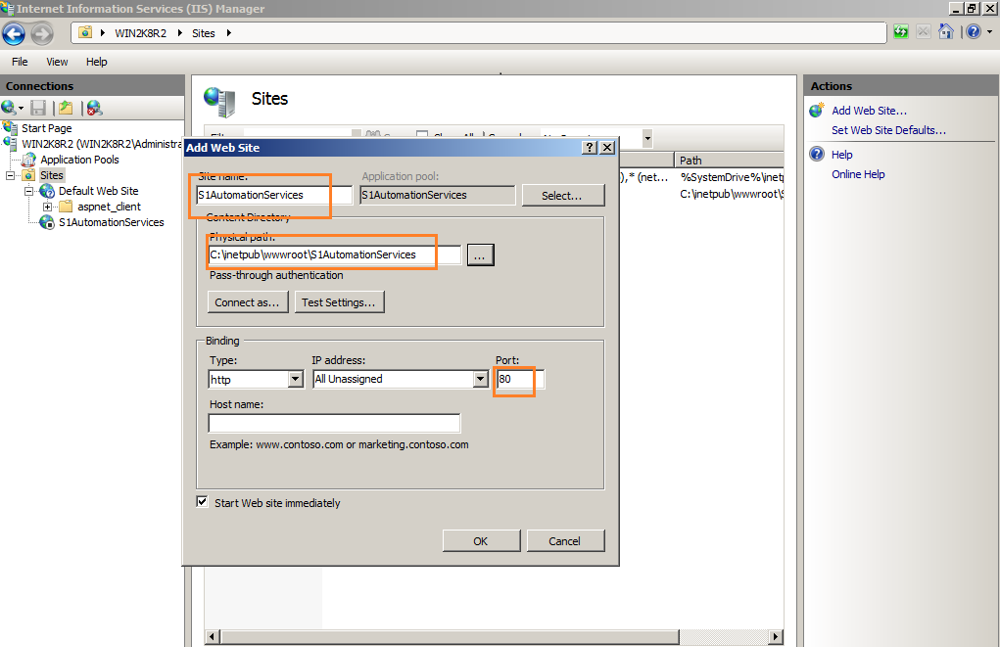 Internet Information Services (IIS) Manager
WIN2K8R2 Sites
File View Help
Connections
Start Page
WIN2K8R2 (WIN2K8R2\Administra
Application Pools
Sites
Default Web Site
aspnet_client
S1AutomationServices
Sites
Path
),* (net... %SystemDrive%\inetp
C:\inetpub\wwwroot\S
Add Web Site
Site name: Application pool:
S1AutomationServices S1AutomationServices Select...
Content Directory
Physical path:
C:\inetpub\wwwroot\S1AutomationServices ...
Pass-through authentication
Connect as... Test Settings...
Binding
Type: IP address: Port:
http All Unassigned 80
Host name:
Example: www.contoso.com or marketing.contoso.com
Start Web site immediately
OK Cancel
Actions
Add Web Site...
Set Web Site Defaults...
Help
Online Help